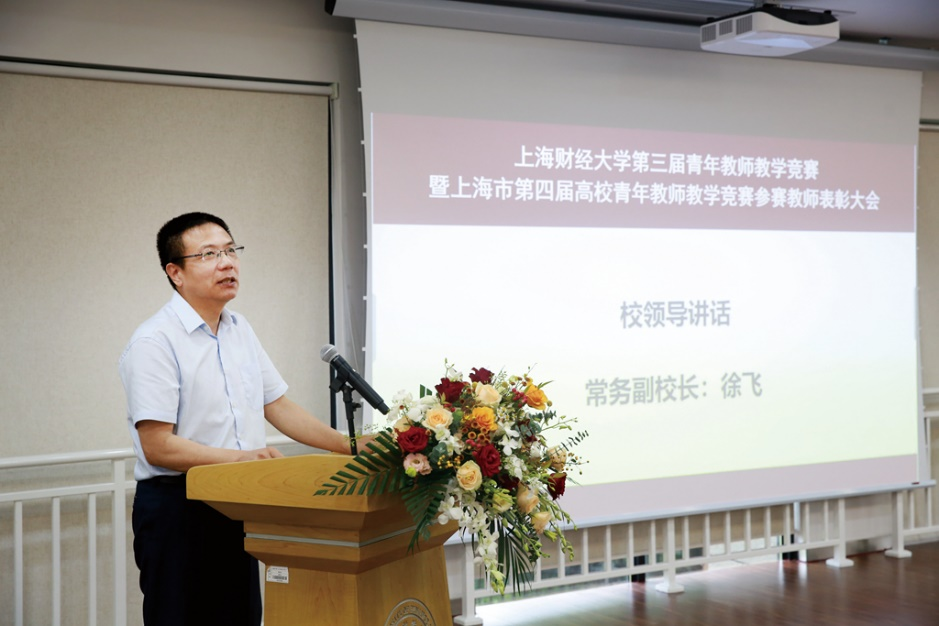 上海财经大学第三届青年教师教学竞赛
暨上海市第四届高校青年教师教学竞赛参赛教师表彰大会
校领导讲话
常务副校长：徐飞